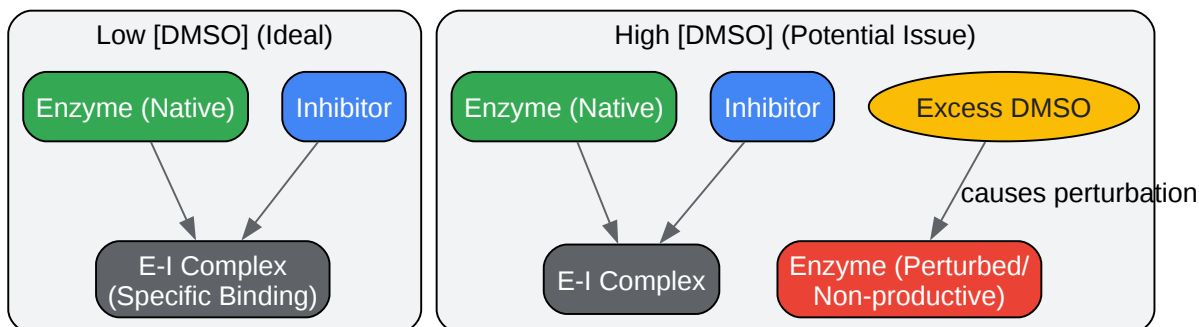 Low [DMSO] (Ideal)
Enzyme (Native)
Inhibitor
E-I Complex
(Specific Binding)
High [DMSO] (Potential Issue)
Enzyme (Native)
Inhibitor
Excess DMSO
causes perturbation
E-I Complex
Enzyme (Perturbed/
Non-productive)